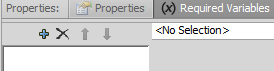 Properties: Properties (x) Required Variables
<No Selection>